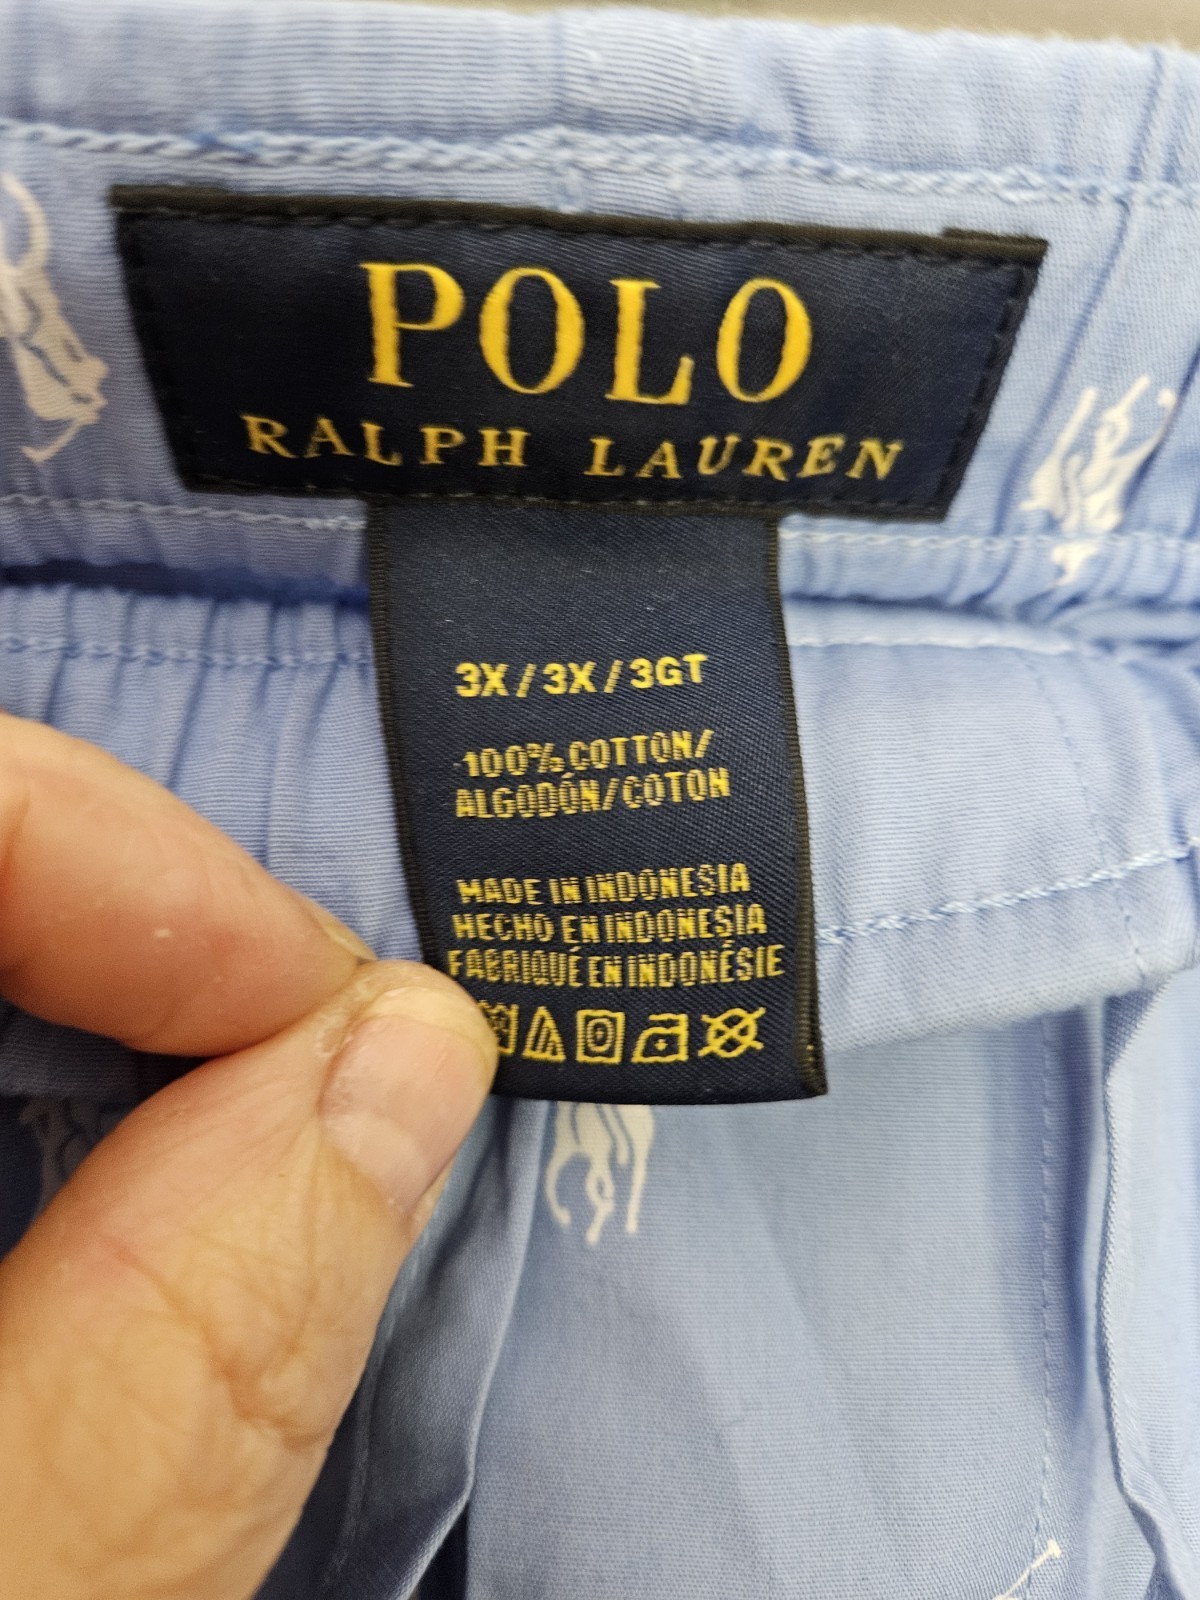 POLO
RALPH LAUREN
3X/3X/3GT
100% COTTON/
ALGODÓN/COTON
MADE IN INDONESIA
HECHO EN INDONESIA
FABRIQUÉ EN INDONÉSIE